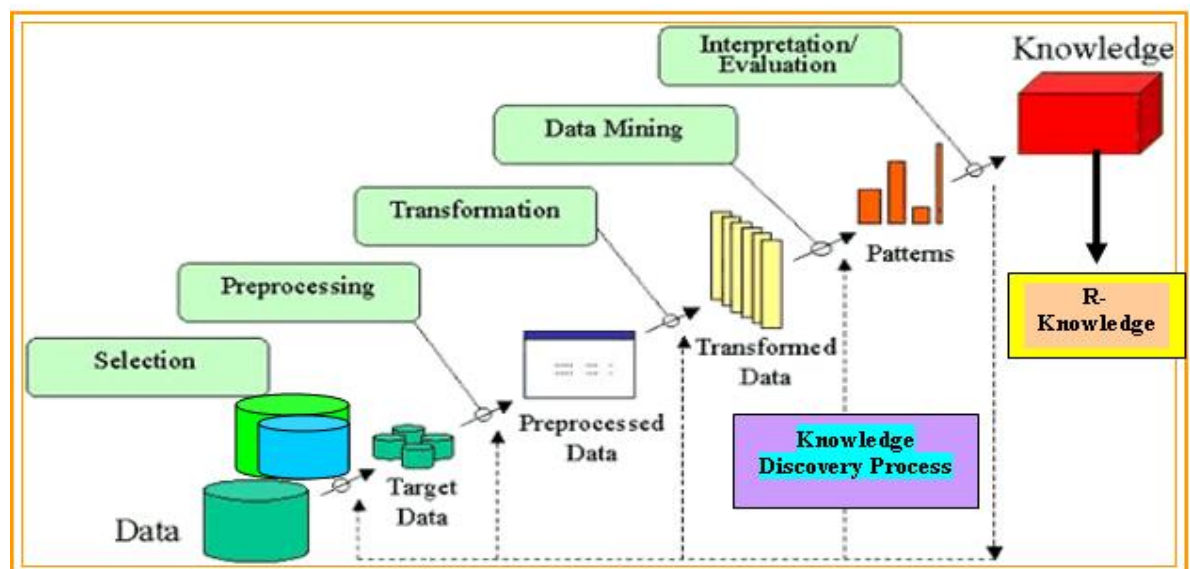 Interpretation/
Evaluation
Knowledge
Data Mining
Transformation
Patterns
Preprocessing
R-
Knowledge
Selection
Transformed
Data
Preprocessed
Data
Knowledge
Discovery Process
Target
Data
Data